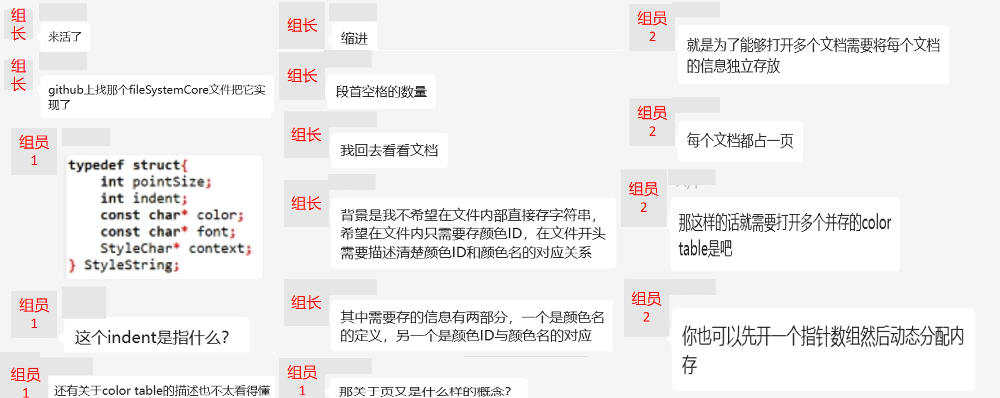 组
长
来活了
组
长
github上找那个fileSystemCore文件把它实
现了
组员
1
typedef struct{
int pointSize;
int indent;
const char* color;
const char* font;
StyleChar* context;
} StyleString;
组员
1
这个indent是指什么？
组员
1
还有关于color table的描述也不太看得懂
组长
缩进
组长
段首空格的数量
组长
我回去看看文档
组长
背景是我不希望在文件内部直接存字符串，
希望在文件内只需要存颜色ID，在文件开头
需要描述清楚颜色ID和颜色名的对应关系
组长
其中需要存的信息有两部分，一个是颜色名
的定义，另一个是颜色ID与颜色名的对应
组员
1
那关于页又是什么样的概念？
组员
2
就是为了能够打开多个文档需要将每个文档
的信息独立存放
组员
2
每个文档都占一页
组员
2
那这样的话就需要打开多个并存的color
table是吧
组员
2
你也可以先开一个指针数组然后动态分配内
存